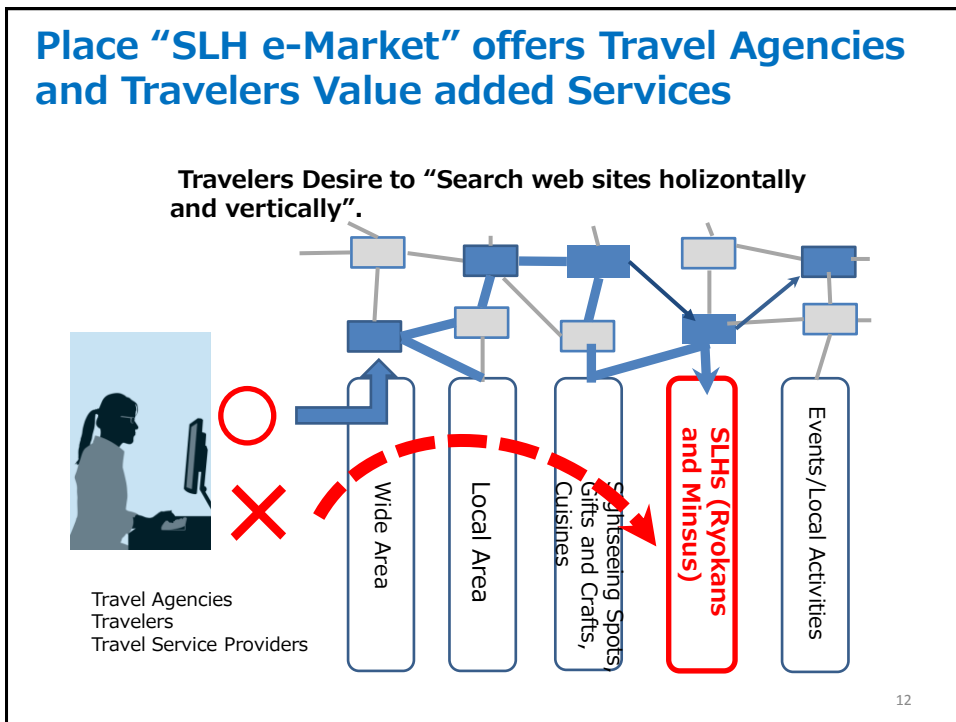 Place “SLH e-Market” offers Travel Agencies
and Travelers Value added Services
Travelers Desire to “Search web sites holizontally
and vertically”.
Wide Area
Local Area
Sightseeing Spots,
Gifts and Crafts,
Cuisines
SLHs (Ryokans
and Minsus)
Events/Local Activities
Travel Agencies
Travelers
Travel Service Providers
12